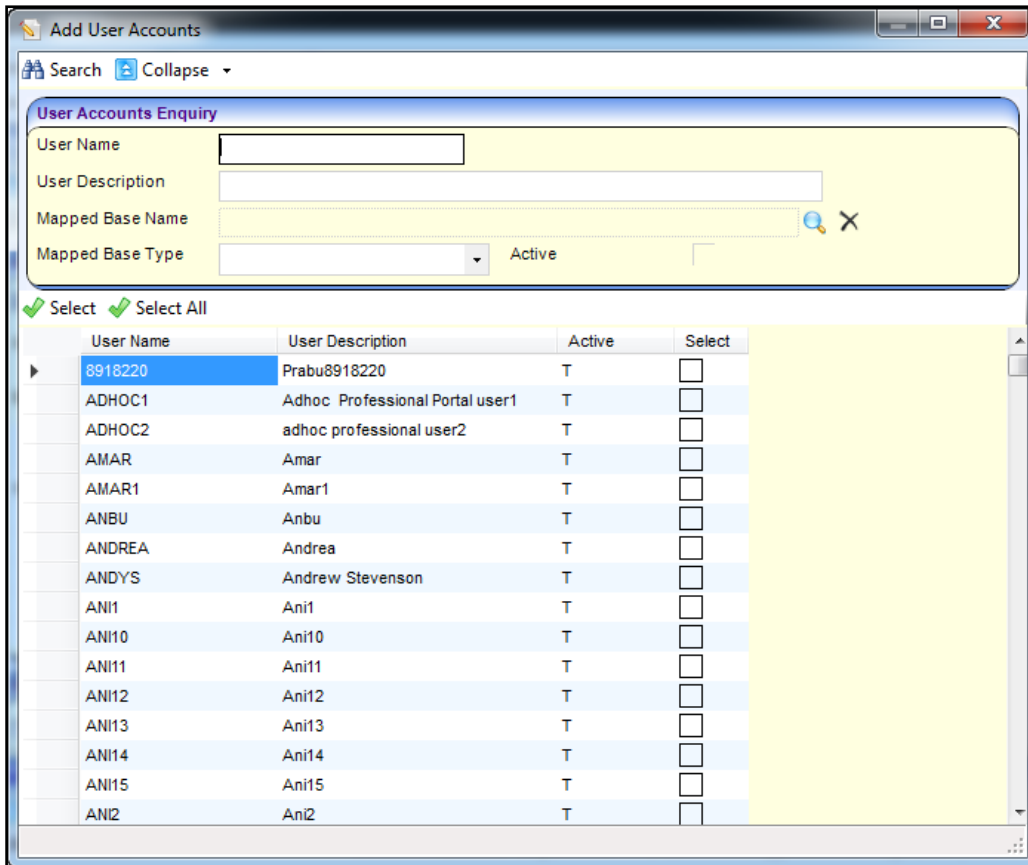 Add User Accounts
Search Collapse
User Accounts Enquiry
User Name
User Description
Mapped Base Name
Mapped Base Type Active
Select Select All
User Name User Description Active Select
8918220 Prabu8918220 T
ADHOC1 Adhoc Professional Portal user1 T
ADHOC2 adhoc professional user2 T
AMAR Amar T
AMAR1 Amar1 T
ANBU Anbu T
ANDREA Andrea T
ANDYS Andrew Stevenson T
ANI1 Ani1 T
ANI10 Ani10 T
ANI11 Ani11 T
ANI12 Ani12 T
ANI13 Ani13 T
ANI14 Ani14 T
ANI15 Ani15 T
ANI2 Ani2 T